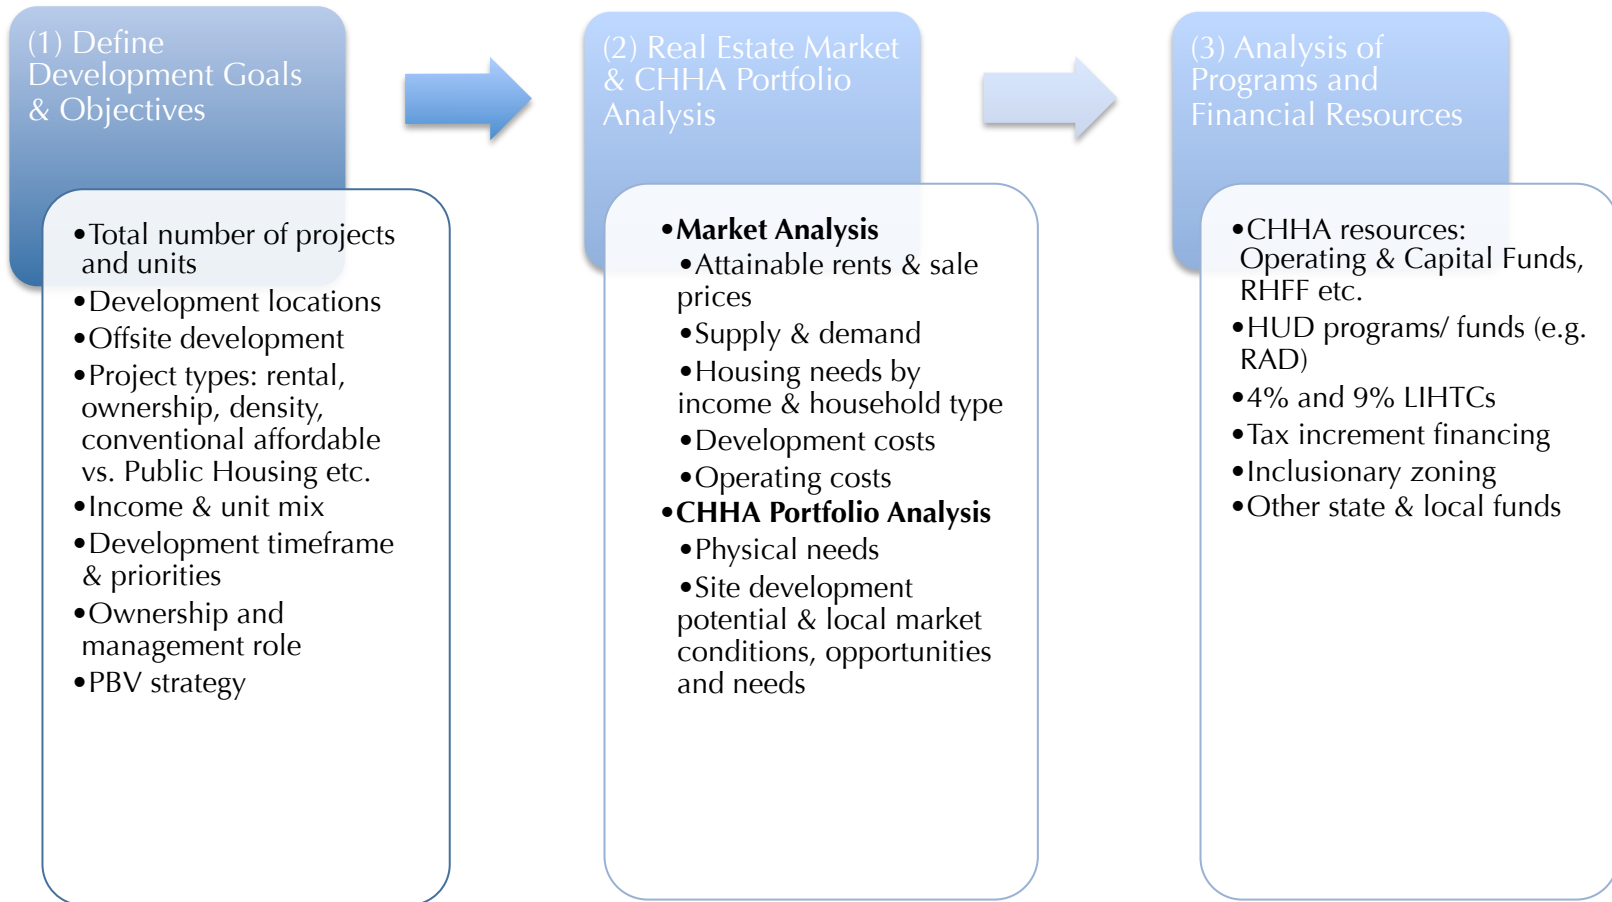 (1) Define
Development Goals
& Objectives
•Total number of projects
and units
•Development locations
•Offsite development
•Project types: rental,
ownership, density,
conventional affordable
vs. Public Housing etc.
•Income & unit mix
•Development timeframe
& priorities
•Ownership and
management role
•PBV strategy
(2) Real Estate Market
& CHHA Portfolio
Analysis
•Market Analysis
•Attainable rents & sale
prices
•Supply & demand
•Housing needs by
income & household type
•Development costs
•Operating costs
•CHHA Portfolio Analysis
•Physical needs
•Site development
potential & local market
conditions, opportunities
and needs
(3) Analysis of
Programs and
Financial Resources
•CHHA resources:
Operating & Capital Funds,
RHFF etc.
•HUD programs/ funds (e.g.
RAD)
•4% and 9% LIHTCs
•Tax increment financing
•Inclusionary zoning
•Other state & local funds